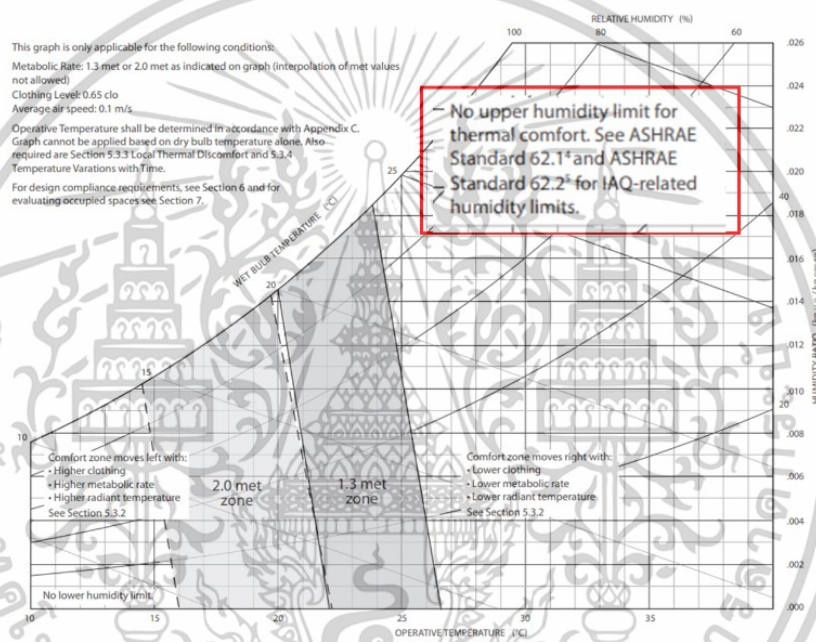 RELATIVE HUMIDITY (%)
100
80
60
This graph is only applicable for the following conditions:
Metabolic Rate: 1.3 met or 2.0 met as indicated on graph (interpolation of met values
not allowed)
Clothing Level: 0.65 clo
Average air speed: 0.1 m/s
Operative Temperature shall be determined in accordance with Appendix C.
Graph cannot be applied based on dry bulb temperature alone. Also
required are Section 5.3.3 Local Thermal Discomfort and 5.3.4
Temperature Varations with Time.
For design compliance requirements, see Section 6 and for
evaluating occupied spaces see Section 7.
No upper humidity limit for
thermal comfort. See ASHRAE
Standard 62.1⁴ and ASHRAE
Standard 62.2⁵ for IAQ-related
humidity limits.
.026
.024
.022
.020
.018
.016
.014
.012
.010
.008
.006
.004
.002
.000
40
20
HUMIDITY RATIO
WET BULB TEMPERATURE (°C)
25
20
15
10
Comfort zone moves left with:
• Higher clothing
• Higher metabolic rate
• Higher radiant temperature
See Section 5.3.2
2.0 met
zone
1.3 met
zone
Comfort zone moves right with:
• Lower clothing
• Lower metabolic rate
• Lower radiant temperature
See Section 5.3.2
No lower humidity limit.
10
15
20
25
30
35
OPERATIVE TEMPERATURE (°C)